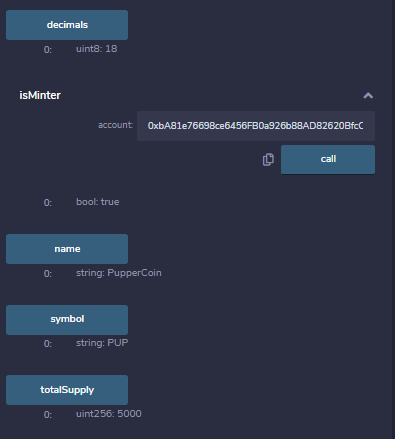 decimals
0: uint8: 18
isMinter
account: 0xbA81e76698ce6456FB0a926b88AD82620BfcC
call
0: bool: true
name
0: string: PupperCoin
symbol
0: string: PUP
totalSupply
0: uint256: 5000